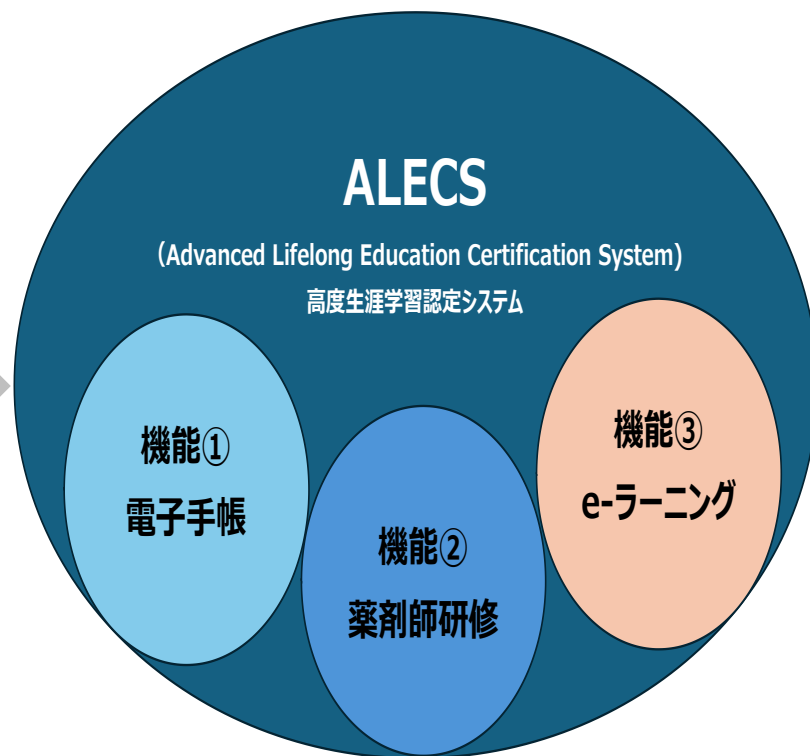 ALECS
(Advanced Lifelong Education Certification System)
高度生涯学習認定システム
機能①
電子手帳
機能②
薬剤師研修
機能③
e-ラーニング